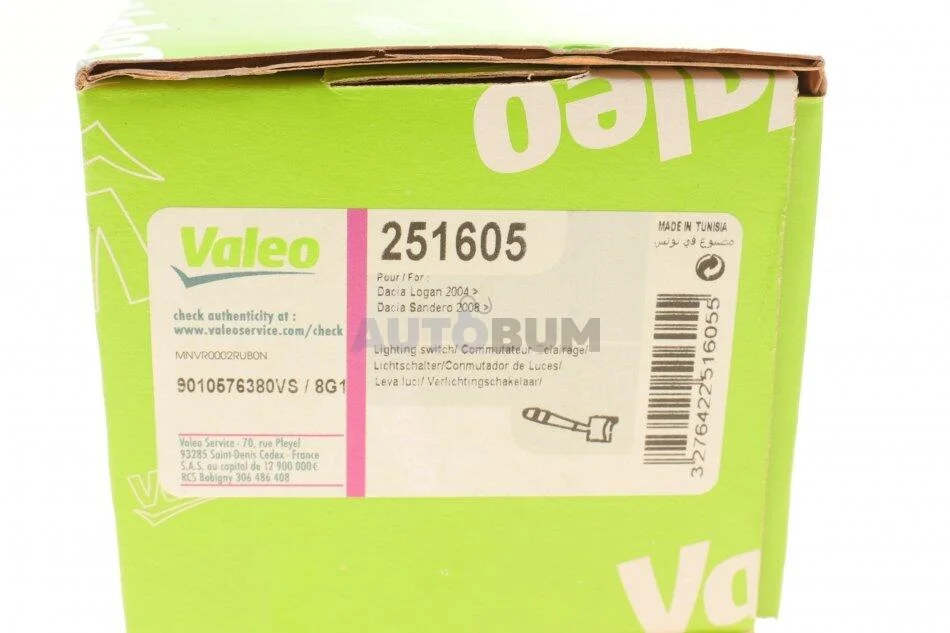 Valeo
Valeo
Valeo
251605
MADE IN TUNISIA
مصنوع في تونس
Pour / For :
Dacia Logan 2004 >
Dacia Sandero 2008 >
check authenticity at :
www.valeoservice.com/check
AUTOBUM
MNVR0002RUB0N
Lighting switch/ Commutateur eclairage/
Lichtschalter/Conmutador de Luces/
Leva luci/ Verlichtingschakelaar/
9010576380VS / 8G1
3276422516055
Valeo Service - 70, rue Pleyel
93285 Saint-Denis Cedex - France
S.A.S. au capital de 12 900 000€
RCS Bobigny 306 486 408
Va